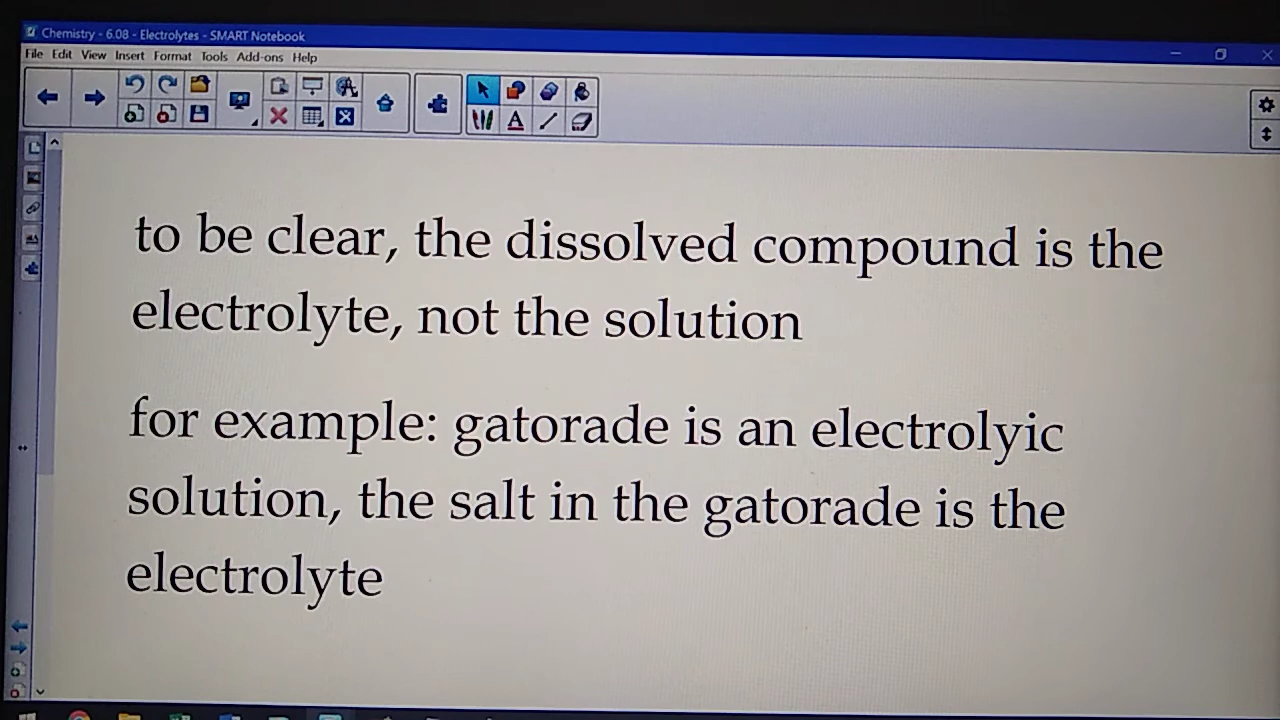 Chemistry - 6.08 - Electrolytes - SMART Notebook
File Edit View Insert Format Tools Add-ons Help
to be clear, the dissolved compound is the
electrolyte, not the solution
for example: gatorade is an electrolyic
solution, the salt in the gatorade is the
electrolyte